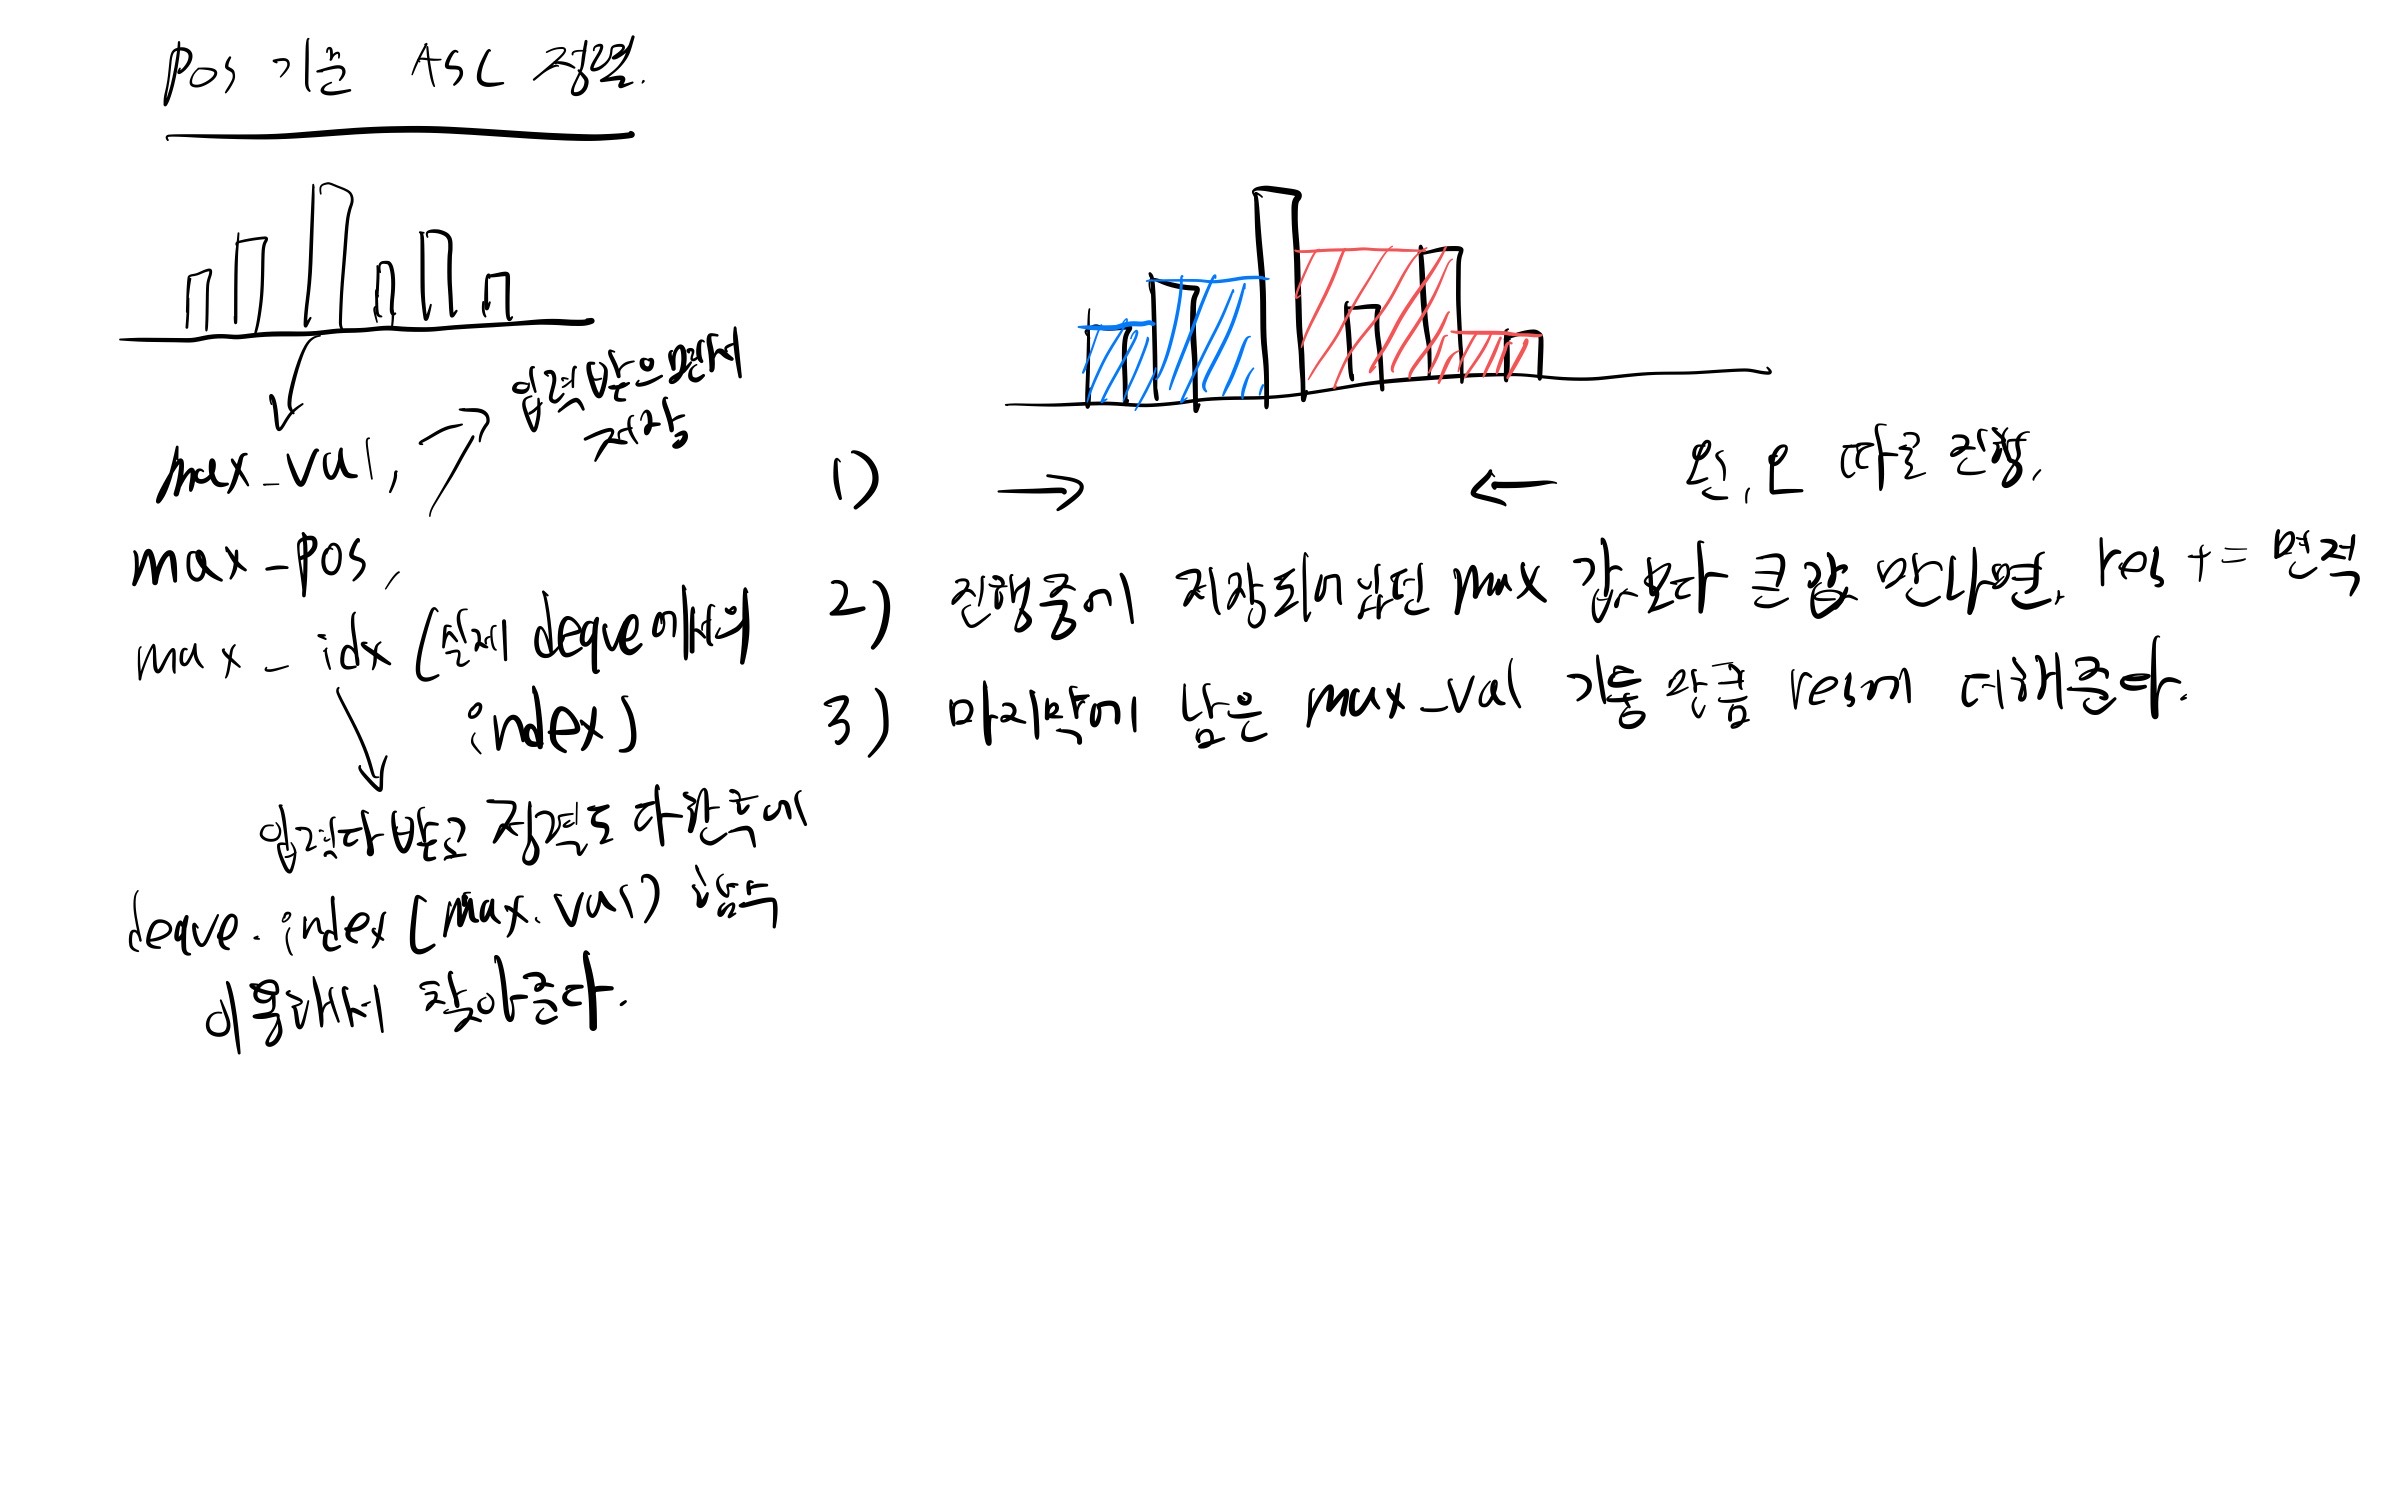 pos 기준 ASC 정렬.
입력받으면서
저장
max_val,
max_pos,
max_idx (실제 deque에서
index)
입력 다 받고 정렬도 다 한 후에
deque.index(max.val) 함수
이용해서 찾아준다.
1) → ← 왼, 오 따로 진행.
2) 진행중에 저장되어 있던 max 값보다 큰 값 만나면, res += 면적
3) 마지막에 남은 max_val 기둥 만큼 res에 더해준다.